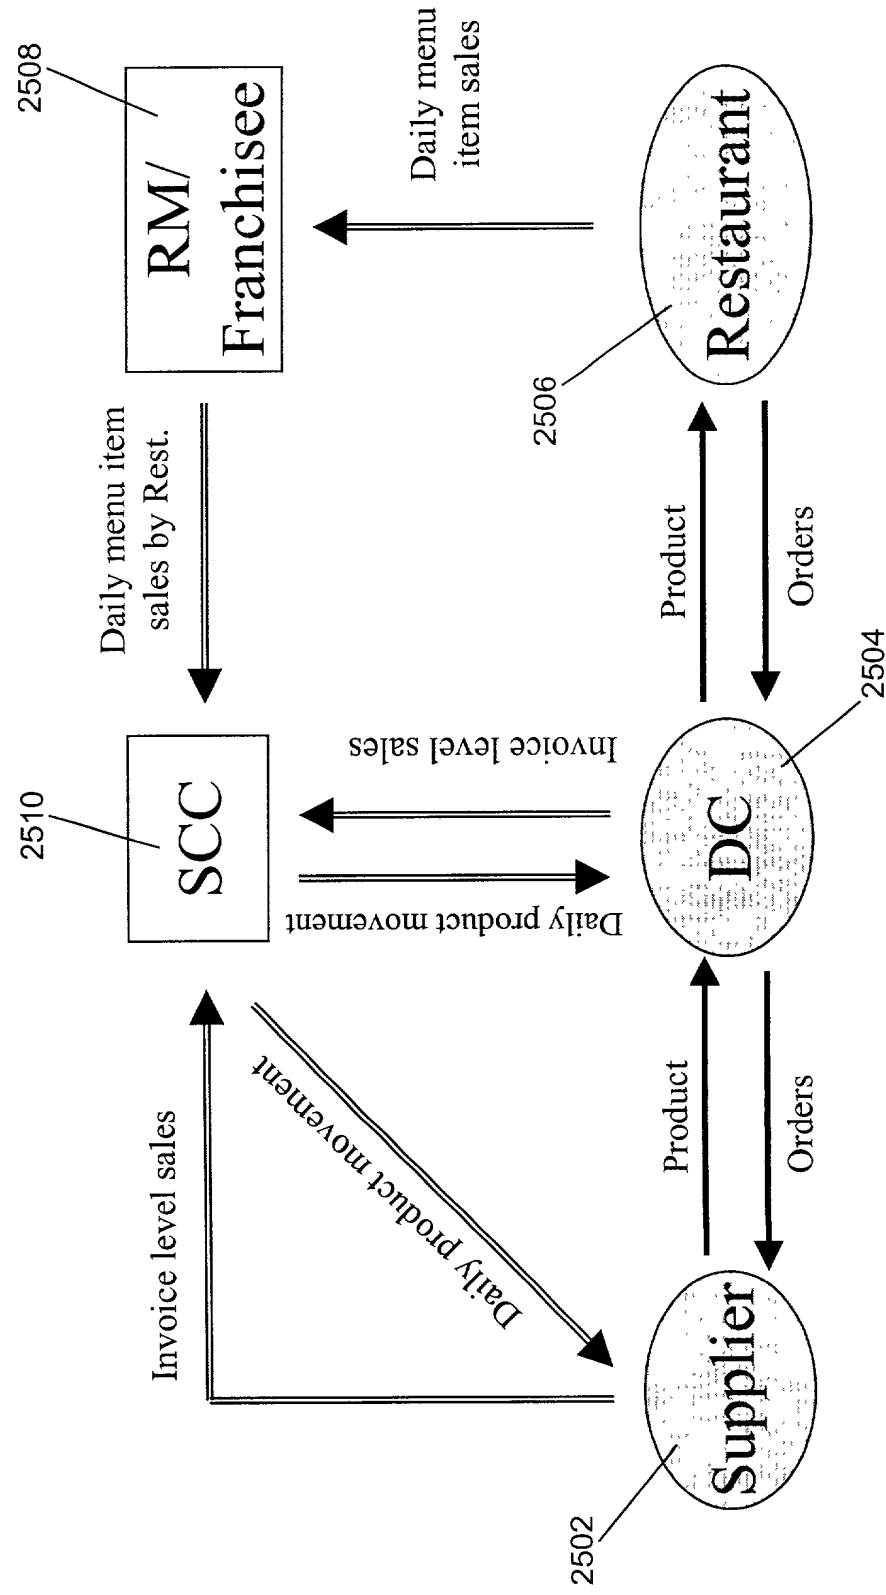 2510
2508
SCC
RM/
Franchisee
Invoice level sales
Daily menu item
sales by Rest.
Daily product movement
Daily product movement
Invoice level sales
Daily menu
item sales
2502
2506
Supplier
Product
Orders
DC
2504
Product
Orders
Restaurant